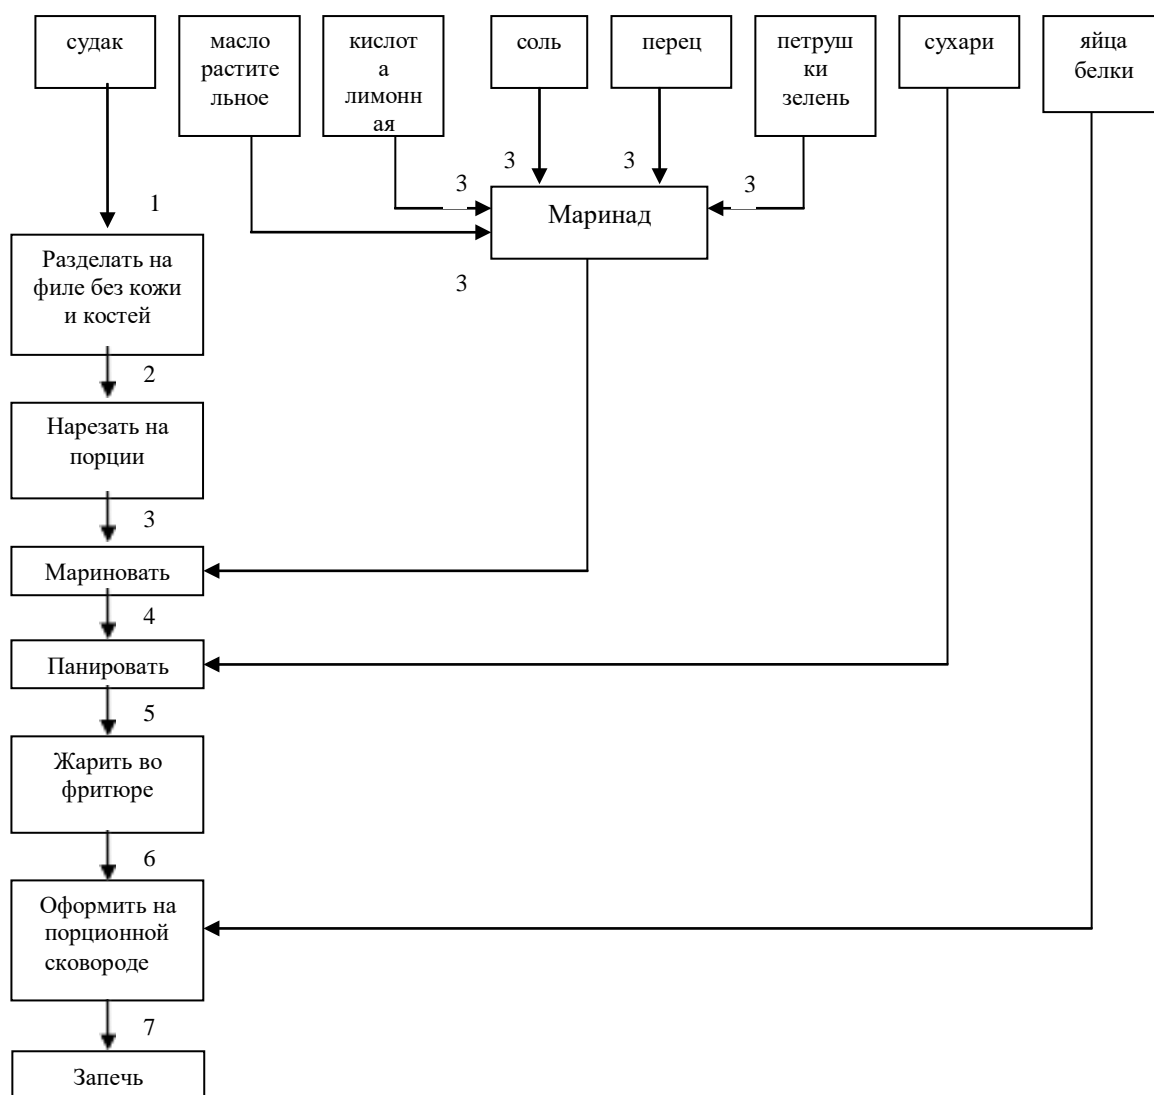 судак
масло
растите
льное
кислот
а
лимонн
ая
соль
перец
петруш
ки
зелень
сухари
яйца
белки
3
3
3
3
1
Маринад
3
Разделать на
филе без кожи
и костей
2
Нарезать на
порции
3
Мариновать
4
Панировать
5
Жарить во
фритюре
6
Оформить на
порционной
сковороде
7
Запечь